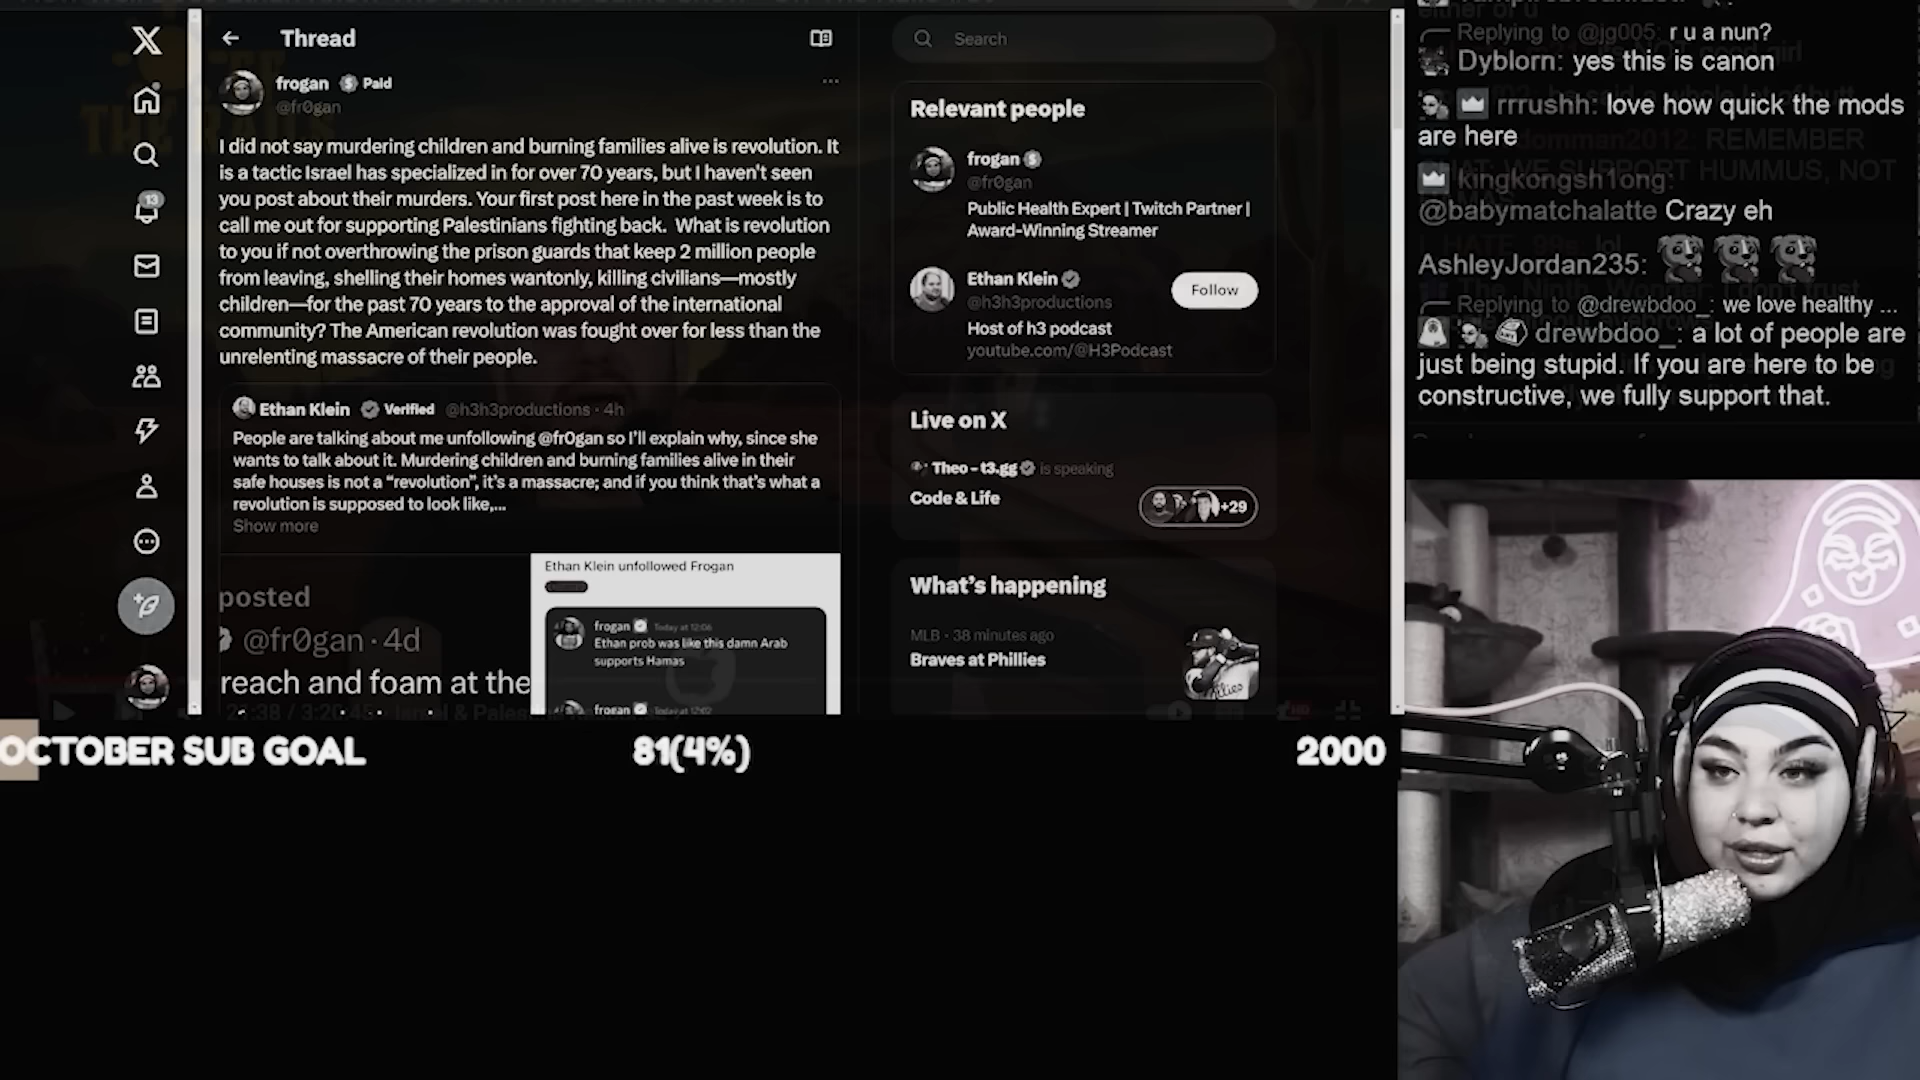 Thread
Search
frogan Paid
@fr0gan
I did not say murdering children and burning families alive is revolution. It
is a tactic Israel has specialized in for over 70 years, but I haven't seen
you post about their murders. Your first post here in the past week is to
call me out for supporting Palestinians fighting back. What is revolution
to you if not overthrowing the prison guards that keep 2 million people
from leaving, shelling their homes wantonly, killing civilians—mostly
children—for the past 70 years to the approval of the international
community? The American revolution was fought over for less than the
unrelenting massacre of their people.
Ethan Klein Verified @h3h3productions · 4h
People are talking about me unfollowing @fr0gan so I'll explain why, since she
wants to talk about it. Murdering children and burning families alive in their
safe houses is not a "revolution", it's a massacre; and if you think that's what a
revolution is supposed to look like,...
Show more
posted
@fr0gan · 4d
reach and foam at the
Ethan Klein unfollowed Frogan
frogan Today at 12:06
Ethan prob was like this damn Arab
supports Hamas
frogan Today at 12:02
13
Relevant people
frogan
@fr0gan
Public Health Expert | Twitch Partner |
Award-Winning Streamer
Ethan Klein
@h3h3productions
Follow
Host of h3 podcast
youtube.com/@H3Podcast
Live on X
Theo - t3.gg is speaking
Code & Life
+29
What's happening
MLB · 38 minutes ago
Braves at Phillies
OCTOBER SUB GOAL
81(4%)
2000
Replying to @jg005: r u a nun?
Dyblorn: yes this is canon
rrrushh: love how quick the mods
are here
kingkongsh1ong:
@babymatchalatte Crazy eh
AshleyJordan235:
Replying to @drewbdoo_: we love healthy ...
drewbdoo_: a lot of people are
just being stupid. If you are here to be
constructive, we fully support that.